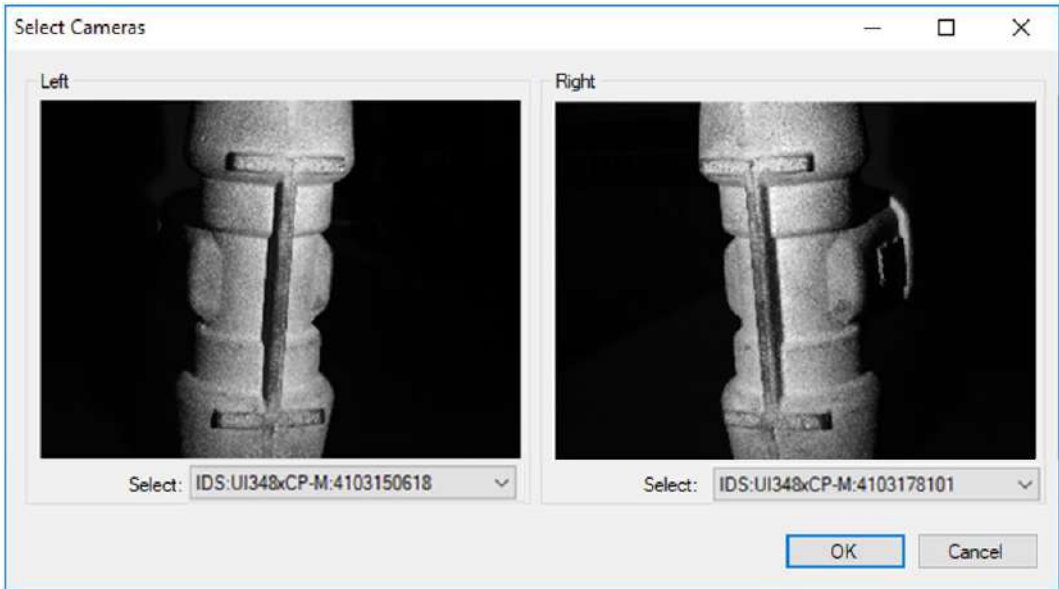 Select Cameras
Left
Right
Select: IDS:UI348xCP-M:4103150618
Select: IDS:UI348xCP-M:4103178101
OK Cancel